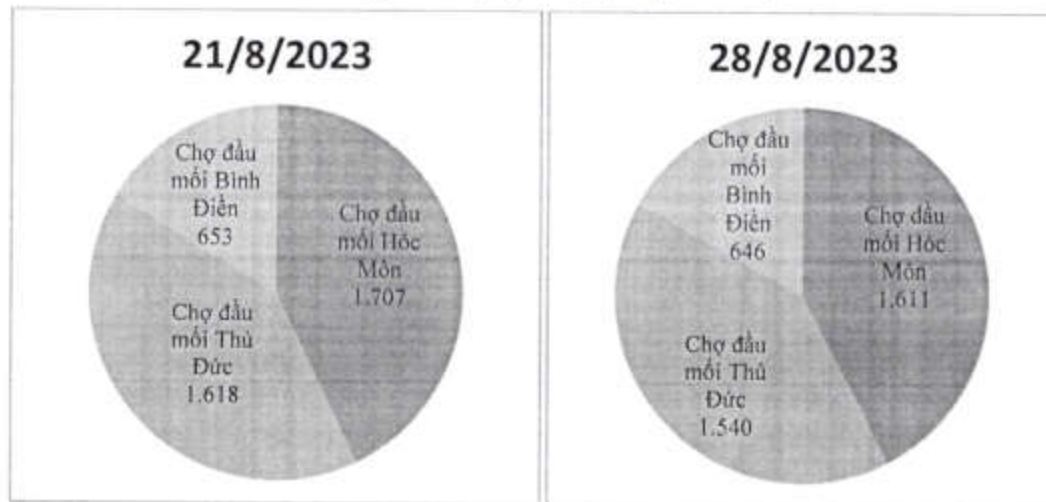 21/8/2023
Chợ đầu
mối Bình
Điền
653
Chợ đầu
mối Hóc
Môn
1.707
Chợ đầu
mối Thủ
Đức
1.618
28/8/2023
Chợ đầu
mối
Bình
Điền
646
Chợ đầu
mối Hóc
Môn
1.611
Chợ đầu
mối Thủ
Đức
1.540